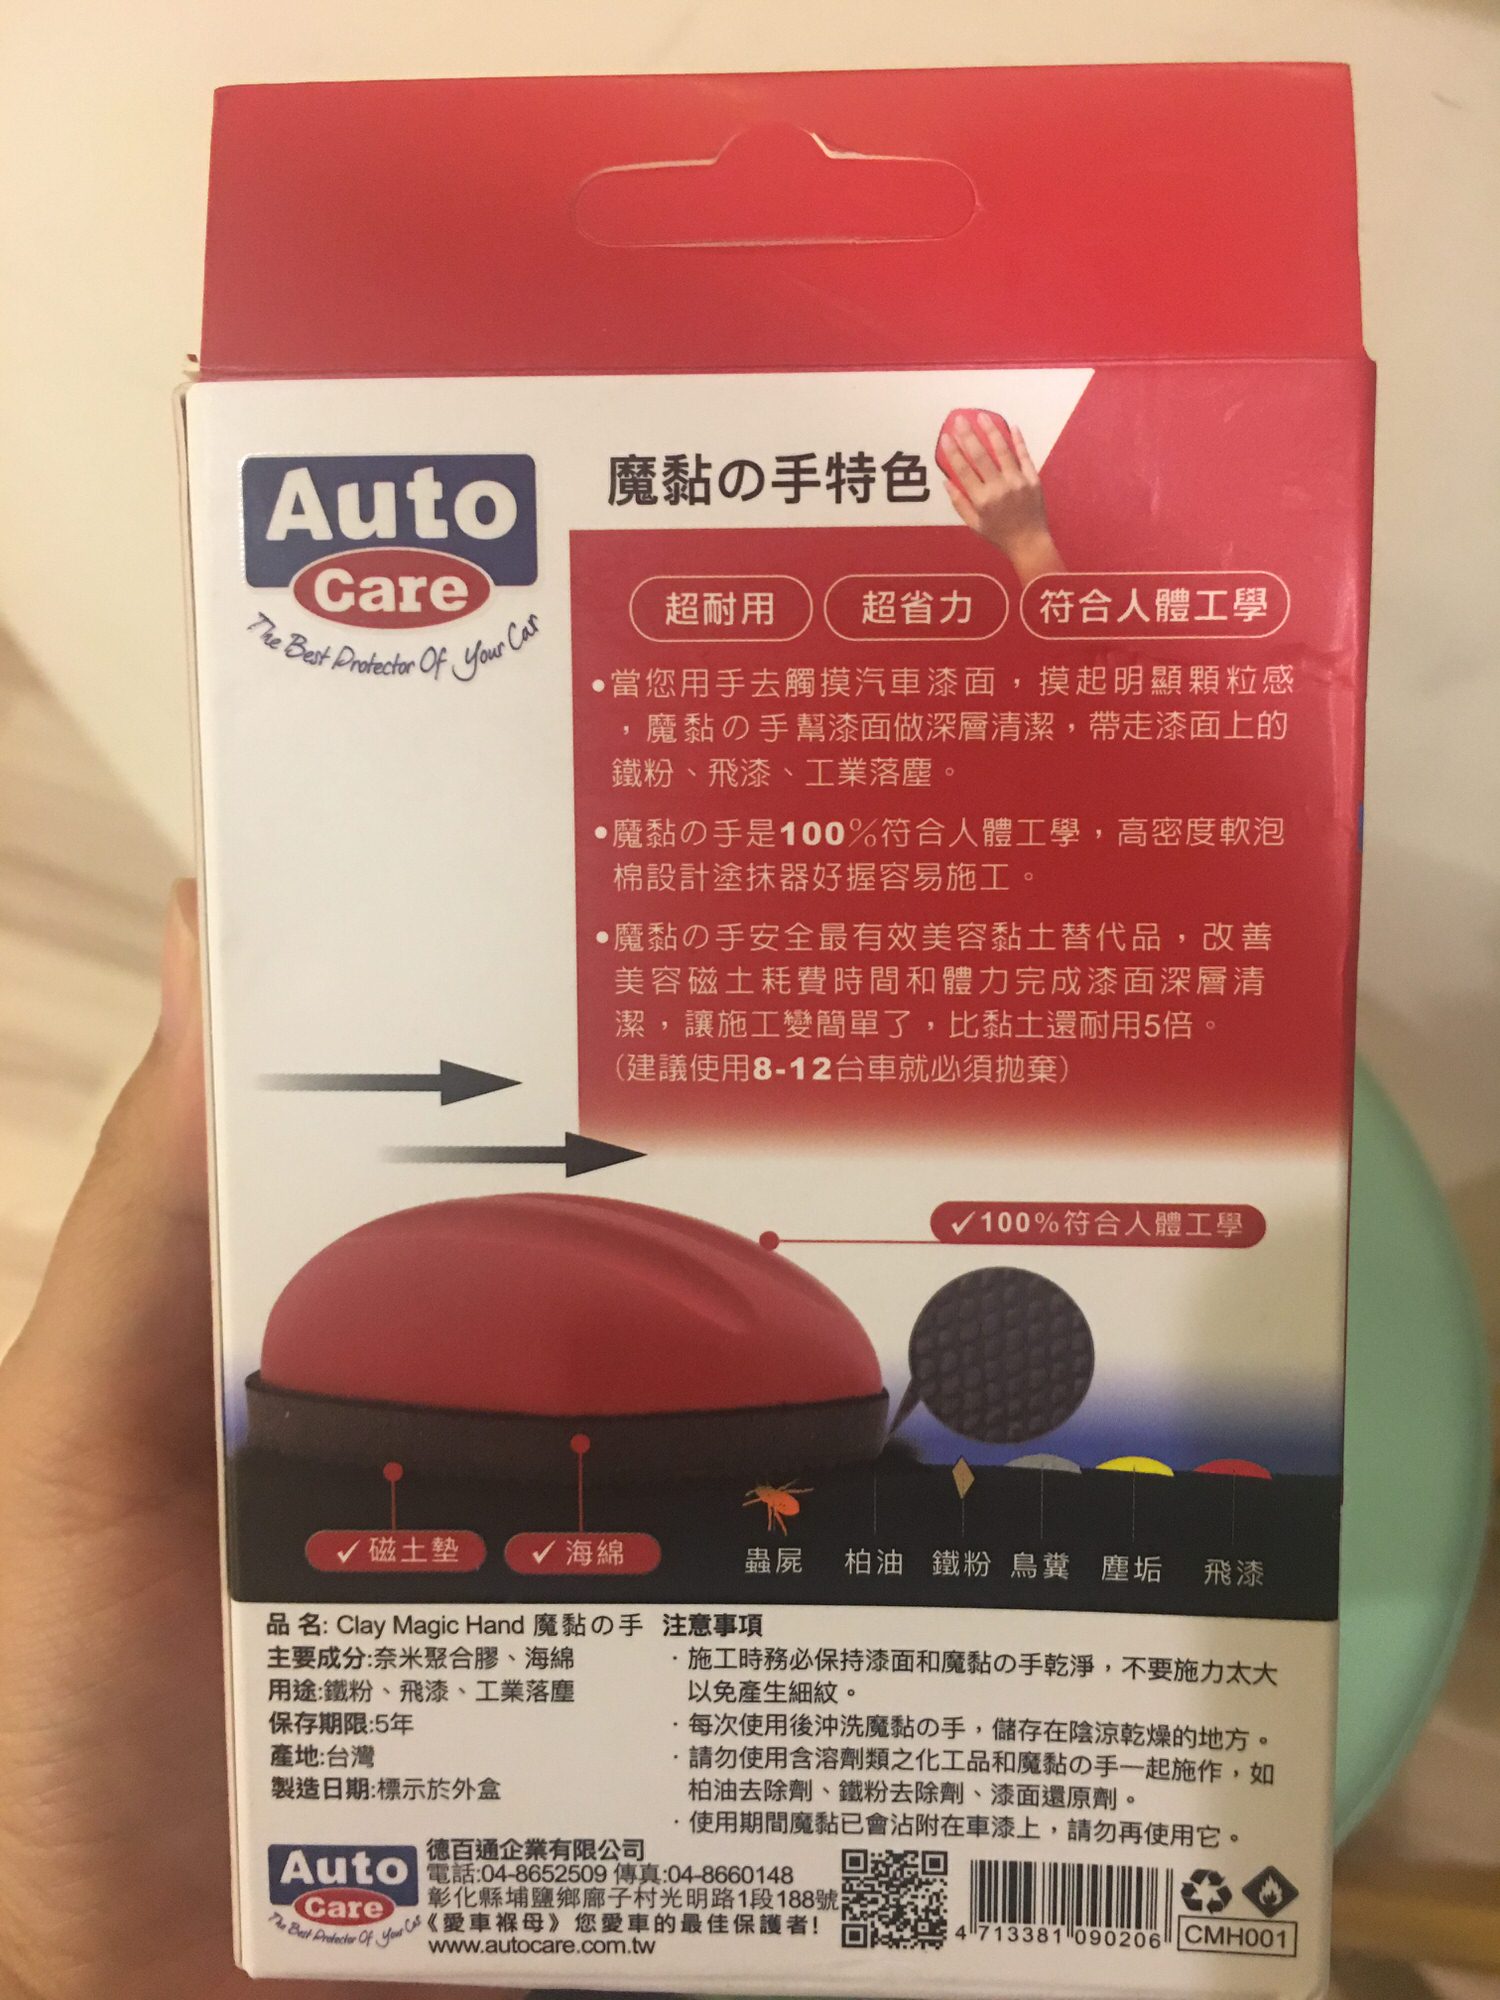 Auto
Care
The Best Protector Of Your Car
魔黏の手特色
超耐用
超省力
符合人體工學
•當您用手去觸摸汽車漆面，摸起明顯顆粒感
，魔黏の手幫漆面做深層清潔，帶走漆面上的
鐵粉、飛漆、工業落塵。
•魔黏の手是100%符合人體工學，高密度軟泡
棉設計塗抹器好握容易施工。
•魔黏の手安全最有效美容黏土替代品，改善
美容磁土耗費時間和體力完成漆面深層清
潔，讓施工變簡單了，比黏土還耐用5倍。
(建議使用8-12台車就必須拋棄)
✓100%符合人體工學
✓磁土墊
✓海綿
蟲屍
柏油
鐵粉
鳥糞
塵垢
飛漆
品 名: Clay Magic Hand 魔黏の手
主要成分:奈米聚合膠、海綿
用途:鐵粉、飛漆、工業落塵
保存期限:5年
產地:台灣
製造日期:標示於外盒
注意事項
·施工時務必保持漆面和魔黏の手乾淨，不要施力太大
以免產生細紋。
·每次使用後沖洗魔黏の手，儲存在陰涼乾燥的地方。
·請勿使用含溶劑類之化工品和魔黏の手一起施作，如
柏油去除劑、鐵粉去除劑、漆面還原劑。
·使用期間魔黏已會沾附在車漆上，請勿再使用它。
Auto
Care
The Best Protector Of Your Car
德百通企業有限公司
電話:04-8652509 傳真:04-8660148
彰化縣埔鹽鄉廍子村光明路1段188號
《愛車褓母》您愛車的最佳保護者!
www.autocare.com.tw
4 713381 090206
CMH001